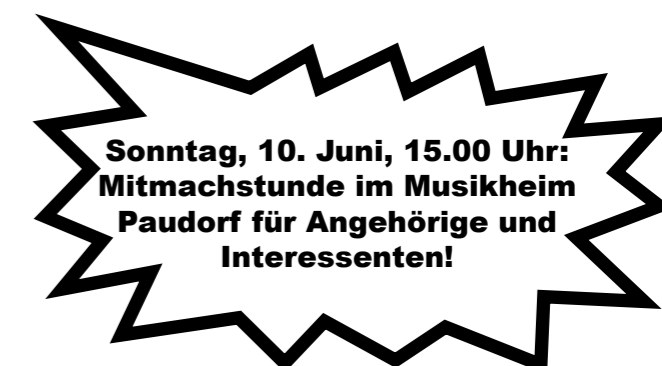 Sonntag, 10. Juni, 15.00 Uhr:
Mitmachstunde im Musikheim
Paudorf für Angehörige und
Interessenten!